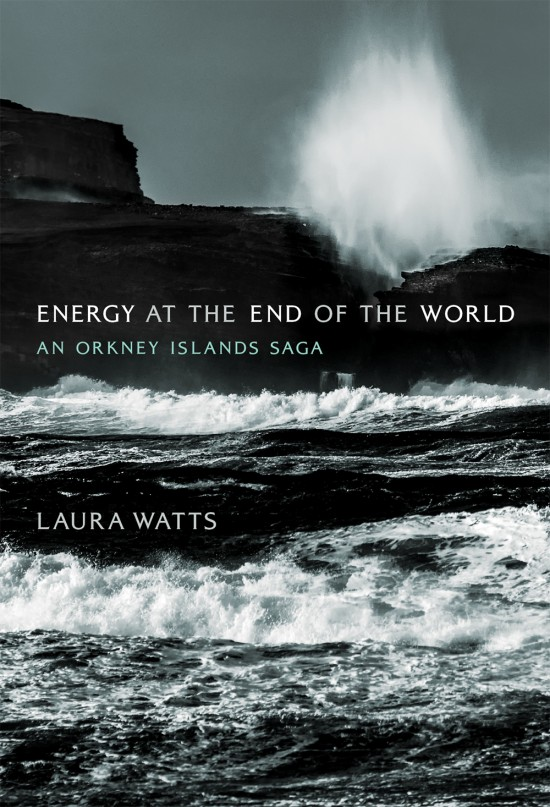 ENERGY AT THE END OF THE WORLD
AN ORKNEY ISLANDS SAGA
LAURA WATTS